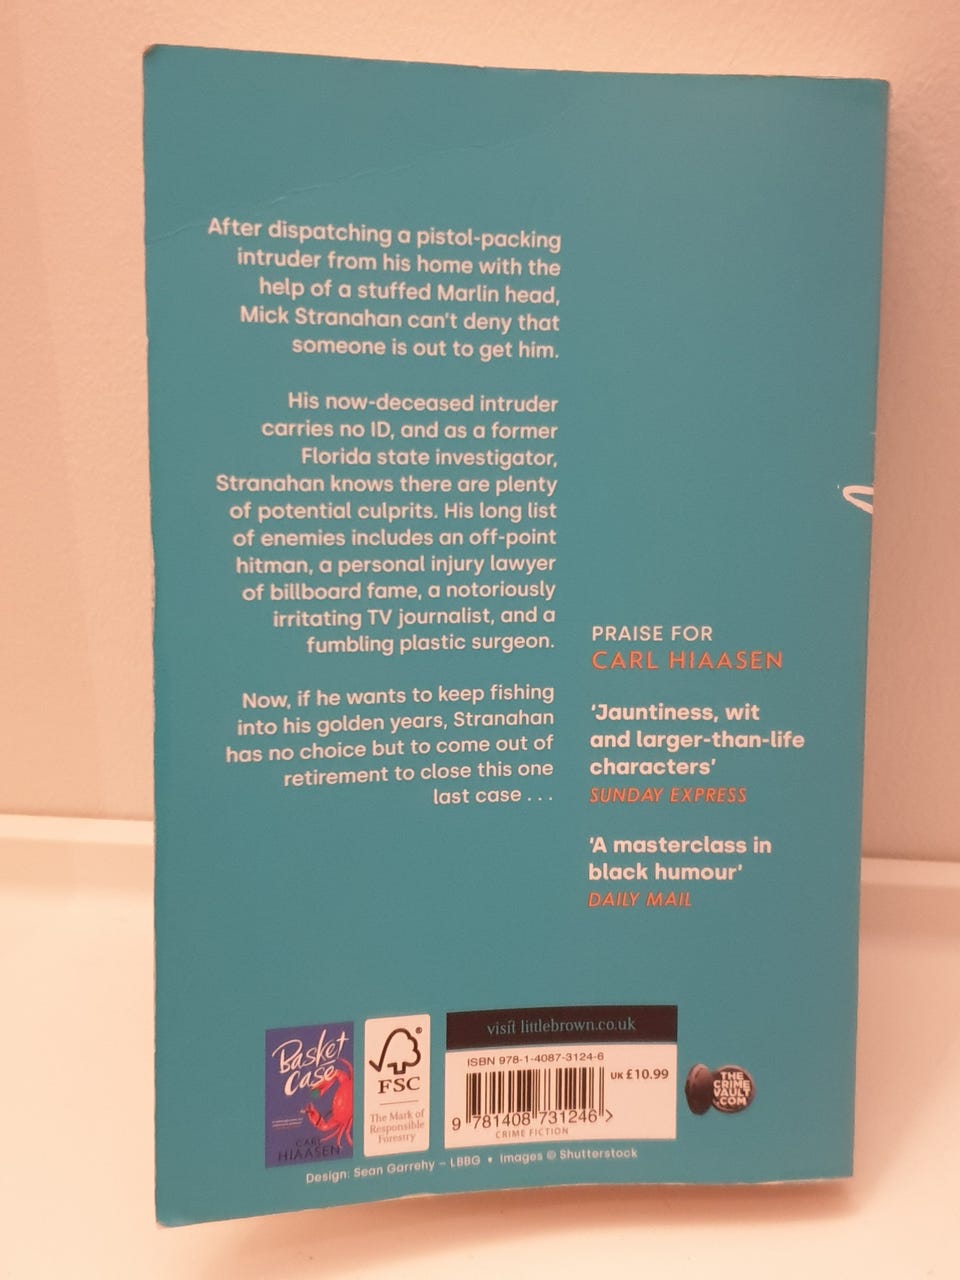 After dispatching a pistol-packing
intruder from his home with the
help of a stuffed Marlin head,
Mick Stranahan can't deny that
someone is out to get him.
His now-deceased intruder
carries no ID, and as a former
Florida state investigator,
Stranahan knows there are plenty
of potential culprits. His long list
of enemies includes an off-point
hitman, a personal injury lawyer
of billboard fame, a notoriously
irritating TV journalist, and a
fumbling plastic surgeon.
Now, if he wants to keep fishing
into his golden years, Stranahan
has no choice but to come out of
retirement to close this one
last case . . .
PRAISE FOR
CARL HIAASEN
'Jauntiness, wit
and larger-than-life
characters'
SUNDAY EXPRESS
'A masterclass in
black humour'
DAILY MAIL
Basket
Case
CARL
HIAASEN
®
FSC
The Mark of
Responsible
Forestry
visit littlebrown.co.uk
ISBN 978-1-4087-3124-6
UK £10.99
9 781408 731246 >
CRIME FICTION
THE
CRIME
VAULT
.COM
Design: Sean Garrehy – LBBG • Images © Shutterstock